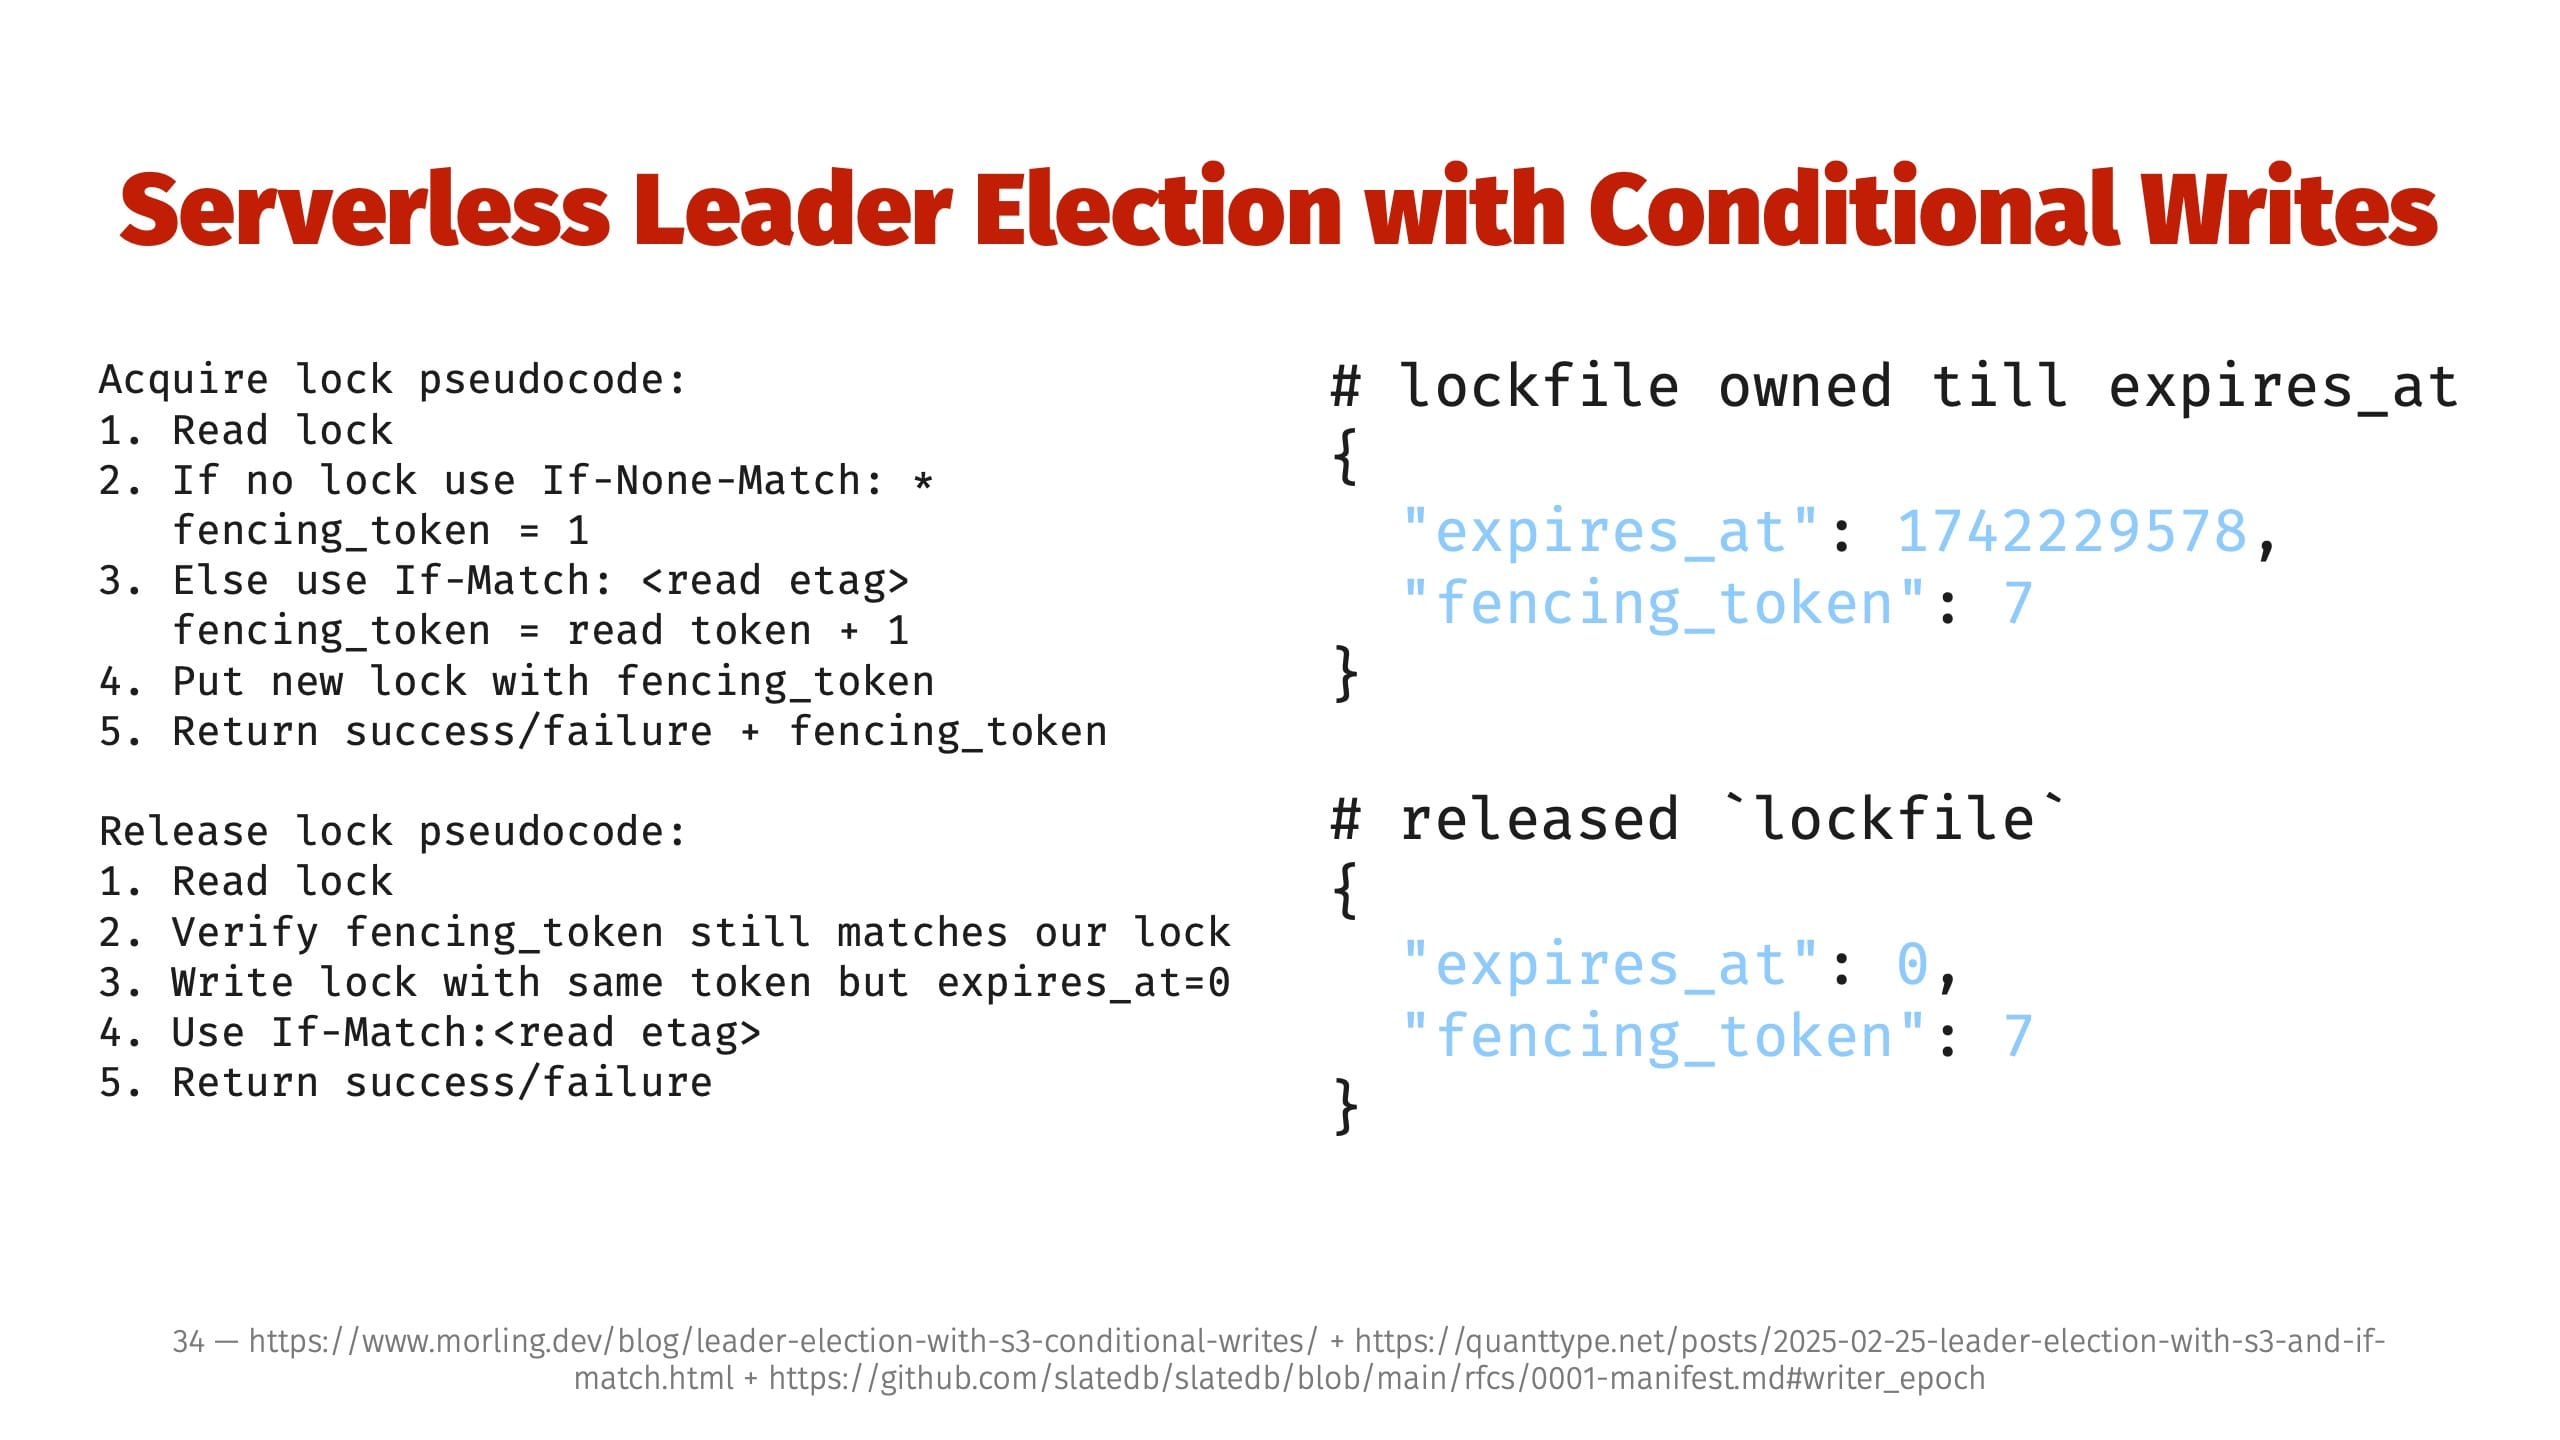 Serverless Leader Election with Conditional Writes
Acquire lock pseudocode:
1. Read lock
2. If no lock use If-None-Match: *
   fencing_token = 1
3. Else use If-Match: <read etag>
   fencing_token = read token + 1
4. Put new lock with fencing_token
5. Return success/failure + fencing_token

Release lock pseudocode:
1. Read lock
2. Verify fencing_token still matches our lock
3. Write lock with same token but expires_at=0
4. Use If-Match:<read etag>
5. Return success/failure

# lockfile owned till expires_at
{
  "expires_at": 1742229578,
  "fencing_token": 7
}

# released `lockfile`
{
  "expires_at": 0,
  "fencing_token": 7
}

34 — https://www.morling.dev/blog/leader-election-with-s3-conditional-writes/ + https://quanttype.net/posts/2025-02-25-leader-election-with-s3-and-if-
match.html + https://github.com/slatedb/slatedb/blob/main/rfcs/0001-manifest.md#writer_epoch